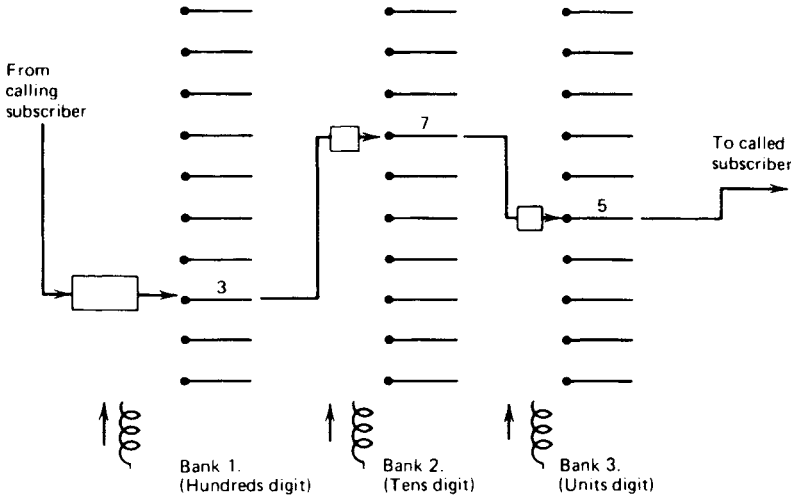 From
calling
subscriber
7
To called
subscriber
5
3
Bank 1.
(Hundreds digit)
Bank 2.
(Tens digit)
Bank 3.
(Units digit)